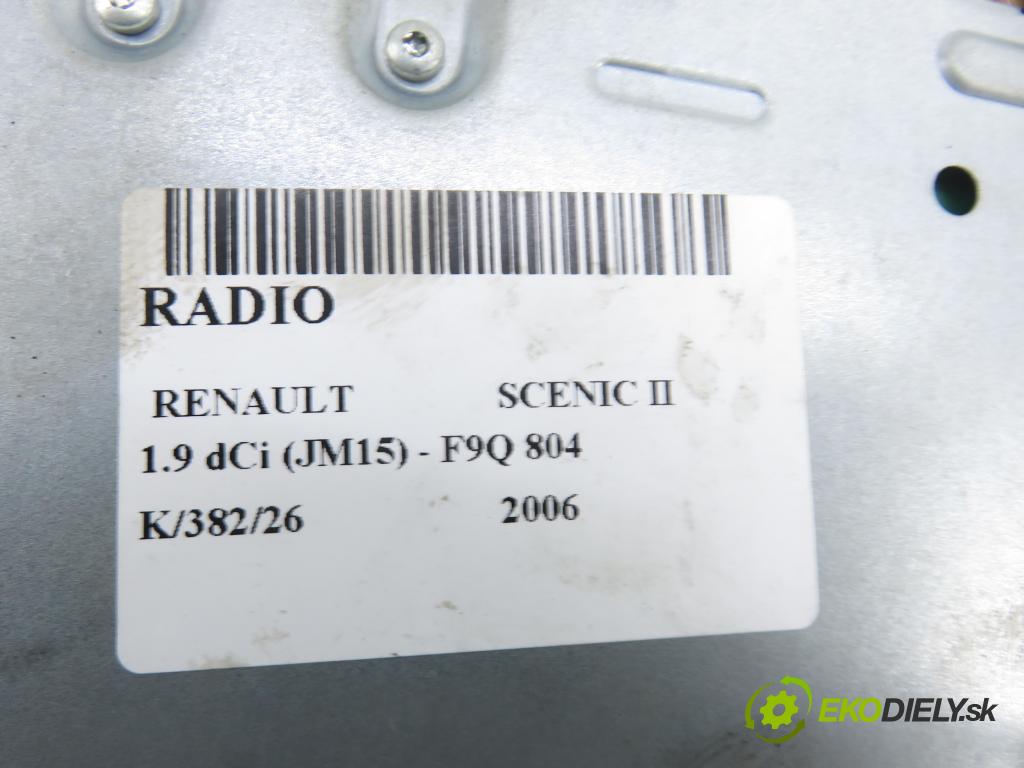 RADIO
RENAULT SCENIC II
1.9 dCi (JM15) - F9Q 804
K/382/26 2006
EKODIELY.sk